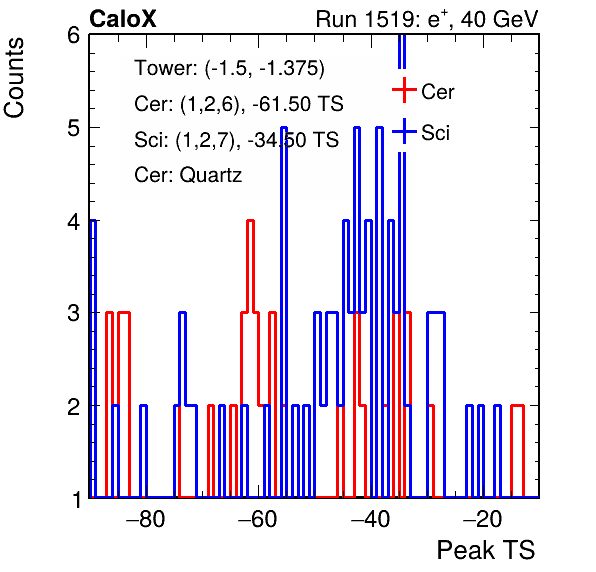 CaloX Run 1519: e⁺, 40 GeV
Counts
6
5
4
3
2
1
Tower: (-1.5, -1.375)
Cer: (1,2,6), -61.50 TS
Sci: (1,2,7), -34.50 TS
Cer: Quartz
Cer
Sci
−80 −60 −40 −20
Peak TS